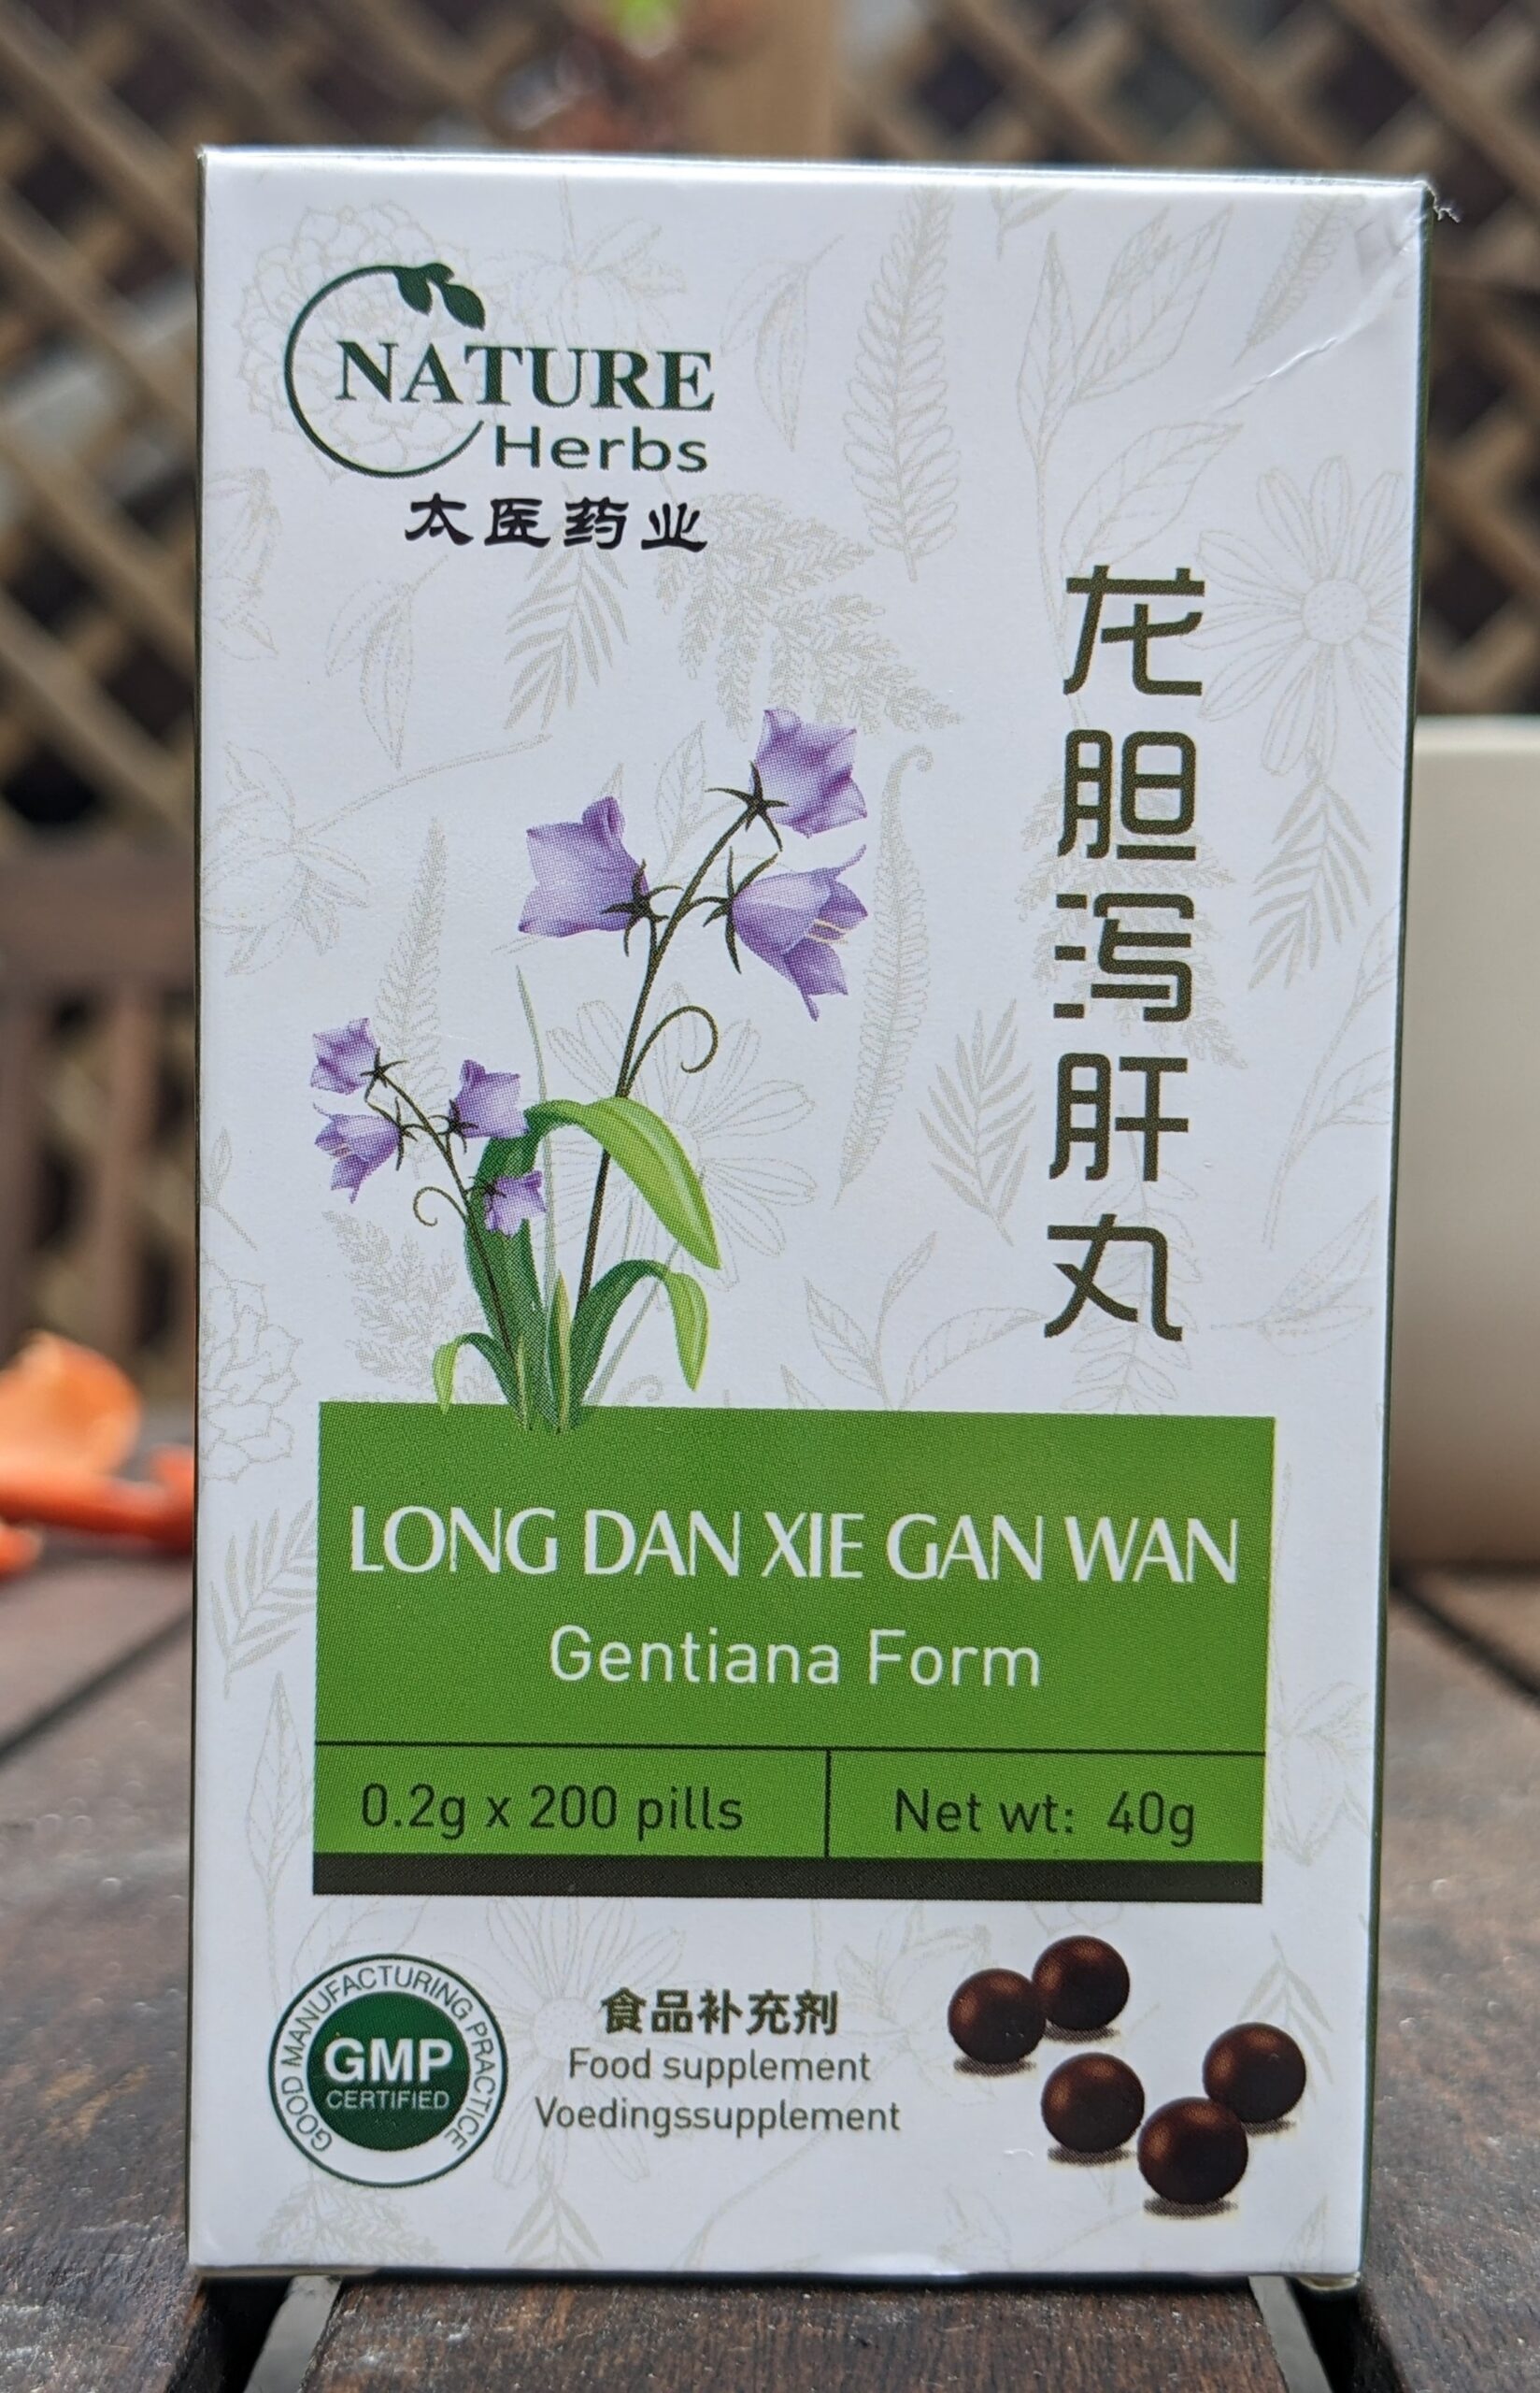 NATURE
Herbs
太医药业
龙胆泻肝丸
LONG DAN XIE GAN WAN
Gentiana Form
0.2g x 200 pills
Net wt: 40g
GOOD MANUFACTURING PRACTICE
GMP
CERTIFIED
食品补充剂
Food supplement
Voedingssupplement